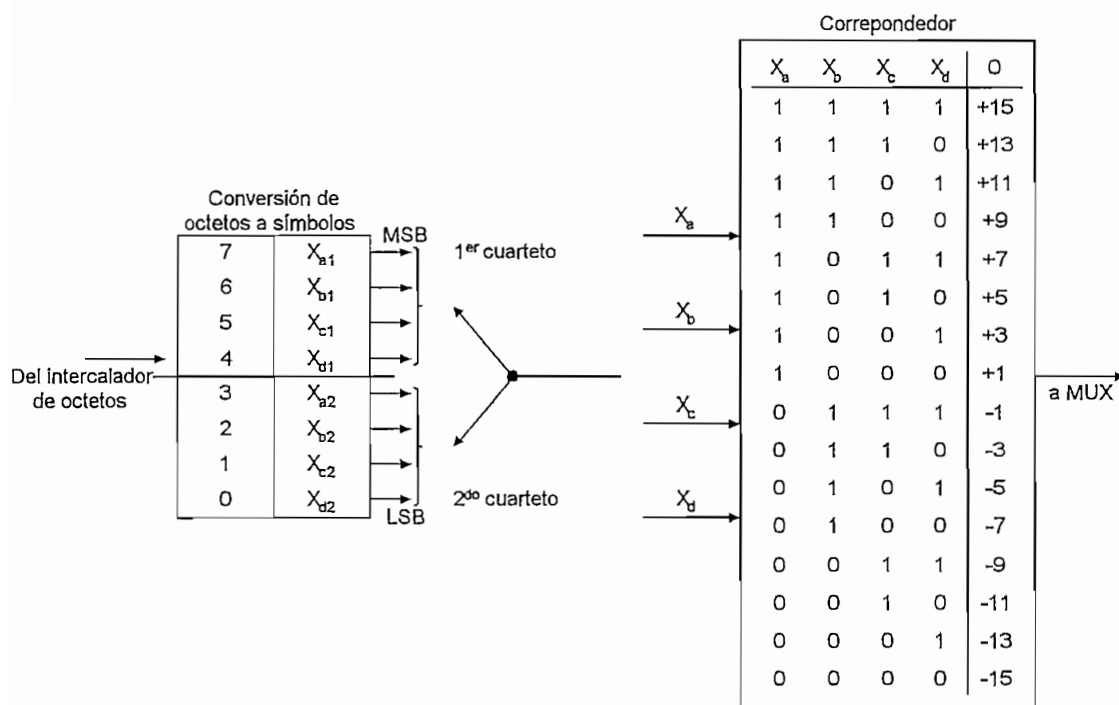 Correpondedor
Xa Xb Xc Xd 0
1 1 1 1 +15
1 1 1 0 +13
1 1 0 1 +11
1 1 0 0 +9
1 0 1 1 +7
1 0 1 0 +5
1 0 0 1 +3
1 0 0 0 +1
0 1 1 1 -1
0 1 1 0 -3
0 1 0 1 -5
0 1 0 0 -7
0 0 1 1 -9
0 0 1 0 -11
0 0 0 1 -13
0 0 0 0 -15
Conversión de
octetos a símbolos
7 Xa1
6 Xb1
5 Xc1
4 Xd1
3 Xa2
2 Xb2
1 Xc2
0 Xd2
MSB
1er cuarteto
2do cuarteto
LSB
Del intercalador
de octetos
Xa
Xb
Xc
Xd
a MUX